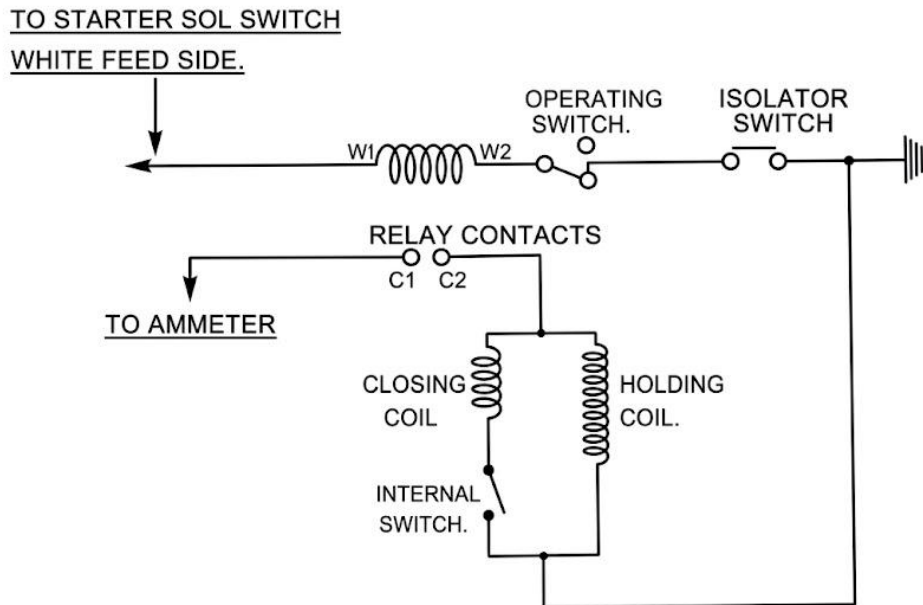 TO STARTER SOL SWITCH
WHITE FEED SIDE.
OPERATING
SWITCH.
ISOLATOR
SWITCH
W1
W2
RELAY CONTACTS
C1
C2
TO AMMETER
CLOSING
COIL
HOLDING
COIL.
INTERNAL
SWITCH.